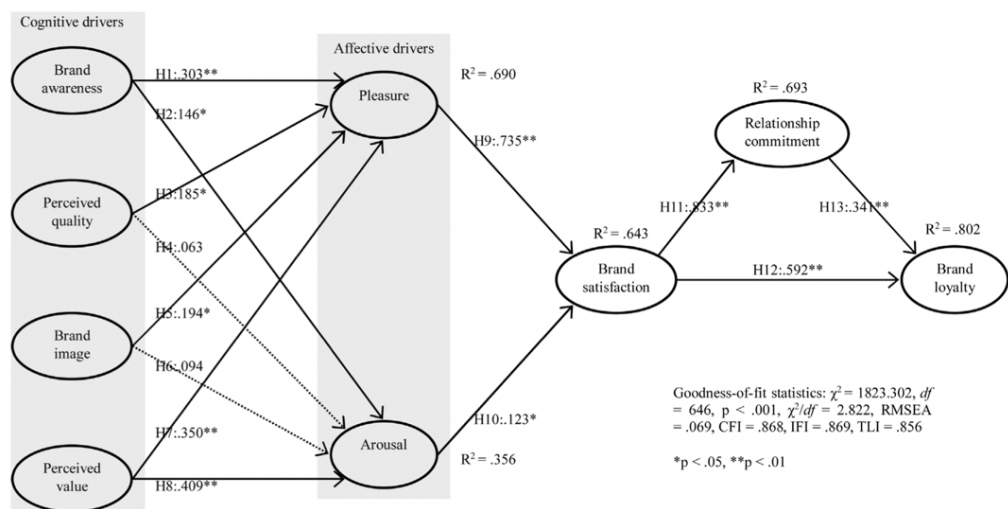 Cognitive drivers
Brand
awareness
Perceived
quality
Brand
image
Perceived
value
H1:.303**
H2:146*
H3:185*
H4:.063
H5:.194*
H6:.094
H7:.350**
H8:.409**
Affective drivers
Pleasure
Arousal
R² = .690
H9:.735**
H10:.123*
R² = .356
R² = .643
Brand
satisfaction
H11:.833**
R² = .693
Relationship
commitment
H13:.341**
H12:.592**
R² = .802
Brand
loyalty
Goodness-of-fit statistics: χ² = 1823.302, df
= 646, p < .001, χ²/df = 2.822, RMSEA
= .069, CFI = .868, IFI = .869, TLI = .856
*p < .05, **p < .01